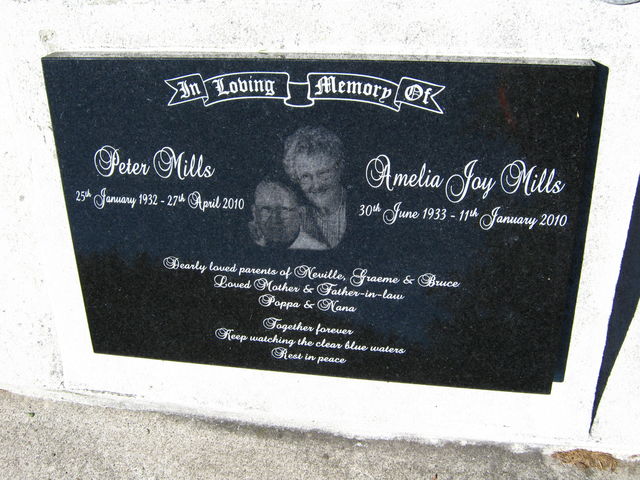 In Loving Memory Of
Peter Mills
25th January 1932 - 27th April 2010
Amelia Joy Mills
30th June 1933 - 11th January 2010
Dearly loved parents of Neville, Graeme & Bruce
Loved Mother & Father-in-law
Poppa & Nana
Together forever
Keep watching the clear blue waters
Rest in peace